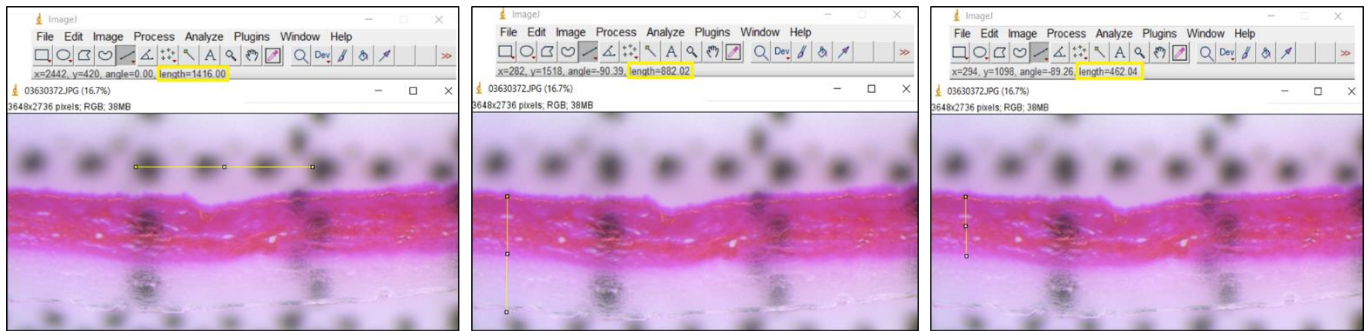 ImageJ
File Edit Image Process Analyze Plugins Window Help
A Dev
x=2442, y=420, angle=0.00, length=1416.00
03630372.JPG (16.7%)
3648x2736 pixels; RGB; 38MB
ImageJ
File Edit Image Process Analyze Plugins Window Help
A Dev
x=282, y=1518, angle=-90.39, length=882.02
03630372.JPG (16.7%)
3648x2736 pixels; RGB; 38MB
ImageJ
File Edit Image Process Analyze Plugins Window Help
A Dev
x=294, y=1098, angle=-89.26, length=462.04
03630372.JPG (16.7%)
3648x2736 pixels; RGB; 38MB